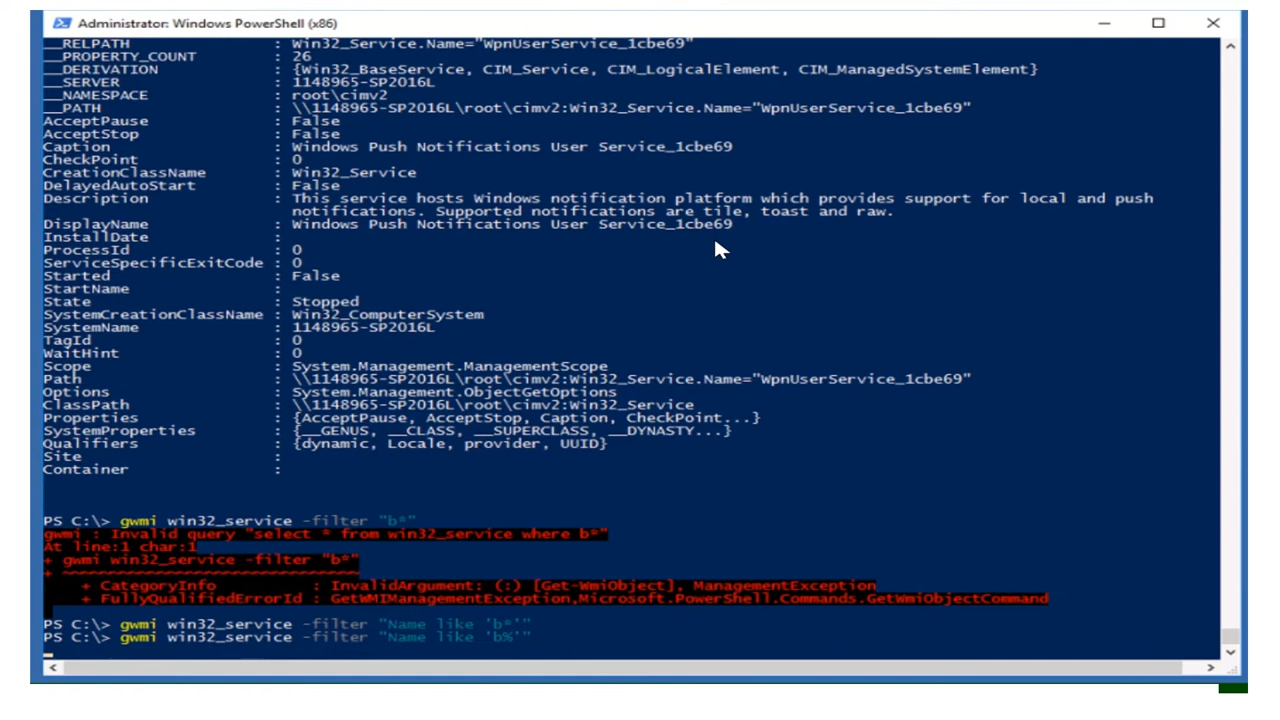 Administrator: Windows PowerShell (x86)
__RELPATH : Win32_Service.Name="WpnUserService_1cbe69"
__PROPERTY_COUNT : 26
__DERIVATION : {Win32_BaseService, CIM_Service, CIM_LogicalElement, CIM_ManagedSystemElement}
__SERVER : 1148965-SP2016L
__NAMESPACE : root\cimv2
__PATH : \\1148965-SP2016L\root\cimv2:Win32_Service.Name="WpnUserService_1cbe69"
AcceptPause : False
AcceptStop : False
Caption : Windows Push Notifications User Service_1cbe69
CheckPoint : 0
CreationClassName : Win32_Service
DelayedAutoStart : False
Description : This service hosts Windows notification platform which provides support for local and push
notifications. Supported notifications are tile, toast and raw.
DisplayName : Windows Push Notifications User Service_1cbe69
InstallDate :
ProcessId : 0
ServiceSpecificExitCode : 0
Started : False
StartName :
State : Stopped
SystemCreationClassName : Win32_ComputerSystem
SystemName : 1148965-SP2016L
TagId : 0
WaitHint : 0
Scope : System.Management.ManagementScope
Path : \\1148965-SP2016L\root\cimv2:Win32_Service.Name="WpnUserService_1cbe69"
Options : System.Management.ObjectGetOptions
ClassPath : \\1148965-SP2016L\root\cimv2:Win32_Service
Properties : {AcceptPause, AcceptStop, Caption, CheckPoint...}
SystemProperties : {__GENUS, __CLASS, __SUPERCLASS, __DYNASTY...}
Qualifiers : {dynamic, Locale, provider, UUID}
Site :
Container :
PS C:\> gwmi win32_service -filter "b*"
gwmi : Invalid query "select * from win32_service where b*"
At line:1 char:1
+ gwmi win32_service -filter "b*"
+ ~~~~~~~~~~~~~~~~~~~~~~~~~~~~~~~
+ CategoryInfo : InvalidArgument: (:) [Get-WmiObject], ManagementException
+ FullyQualifiedErrorId : GetWMIManagementException,Microsoft.PowerShell.Commands.GetWmiObjectCommand
PS C:\> gwmi win32_service -filter "Name like 'b*'"
PS C:\> gwmi win32_service -filter "Name like 'b%'"